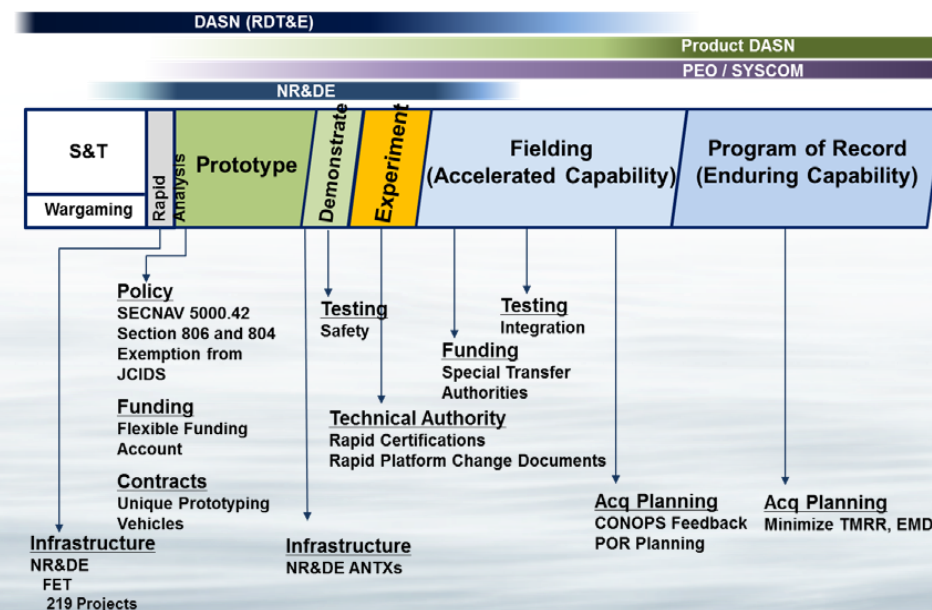 DASN (RDT&E)
Product DASN
PEO / SYSCOM
NR&DE
S&T
Wargaming
Rapid
Analysis
Prototype
Demonstrate
Experiment
Fielding
(Accelerated Capability)
Program of Record
(Enduring Capability)
Policy
SECNAV 5000.42
Section 806 and 804
Exemption from
JCIDS
Funding
Flexible Funding
Account
Contracts
Unique Prototyping
Vehicles
Infrastructure
NR&DE
FET
219 Projects
Testing
Safety
Infrastructure
NR&DE ANTXs
Technical Authority
Rapid Certifications
Rapid Platform Change Documents
Funding
Special Transfer
Authorities
Testing
Integration
Acq Planning
CONOPS Feedback
POR Planning
Acq Planning
Minimize TMRR, EMD